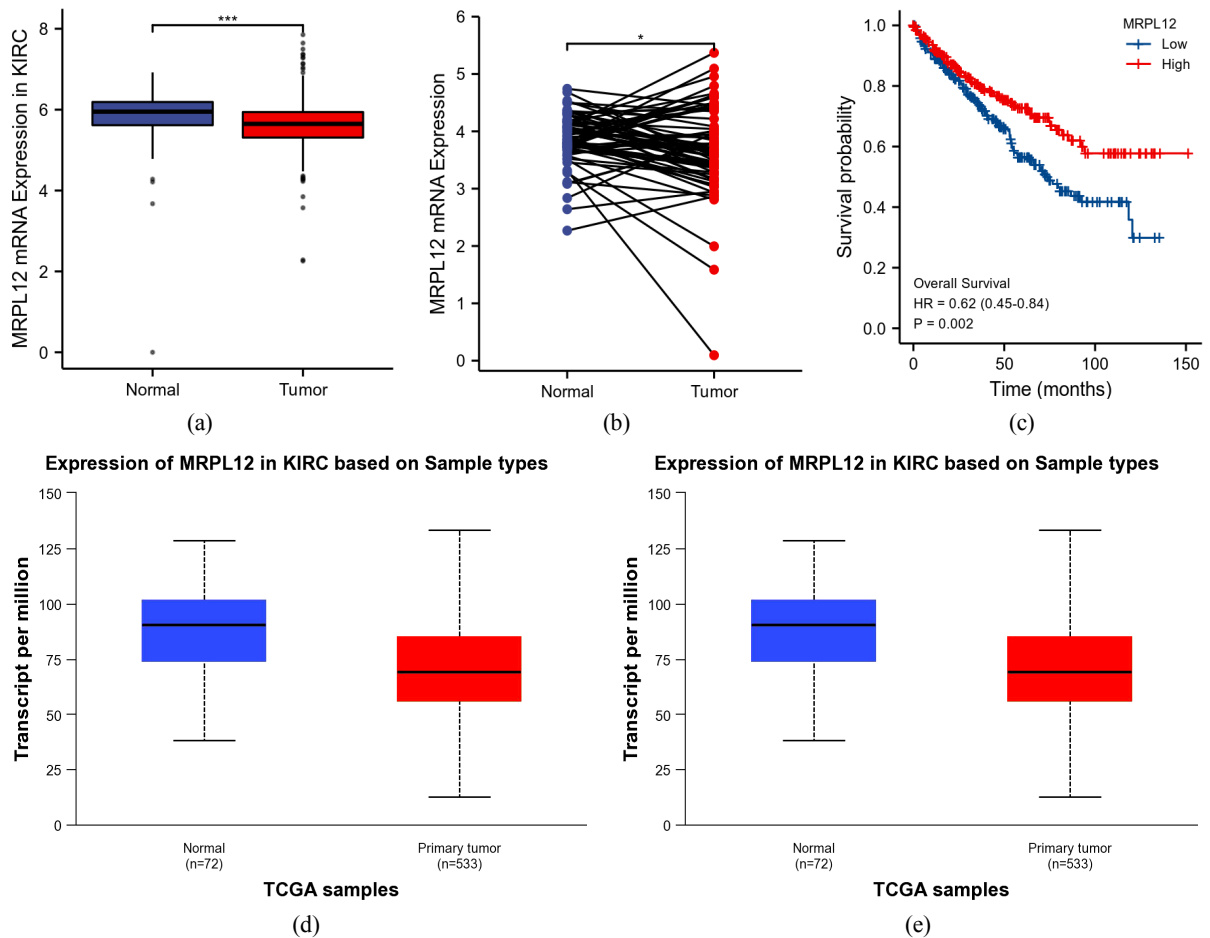 MRPL12 mRNA Expression in KIRC
8
6
4
2
0
***
Normal
Tumor
(a)
MRPL12 mRNA Expression
6
5
4
3
2
1
0
*
Normal
Tumor
(b)
Survival probability
1.0
0.8
0.6
0.4
0.2
0.0
MRPL12
Low
High
Overall Survival
HR = 0.62 (0.45-0.84)
P = 0.002
0
50
100
150
Time (months)
(c)
Expression of MRPL12 in KIRC based on Sample types
Transcript per million
150
125
100
75
50
25
0
Normal
(n=72)
Primary tumor
(n=533)
TCGA samples
(d)
Expression of MRPL12 in KIRC based on Sample types
Transcript per million
150
125
100
75
50
25
0
Normal
(n=72)
Primary tumor
(n=533)
TCGA samples
(e)